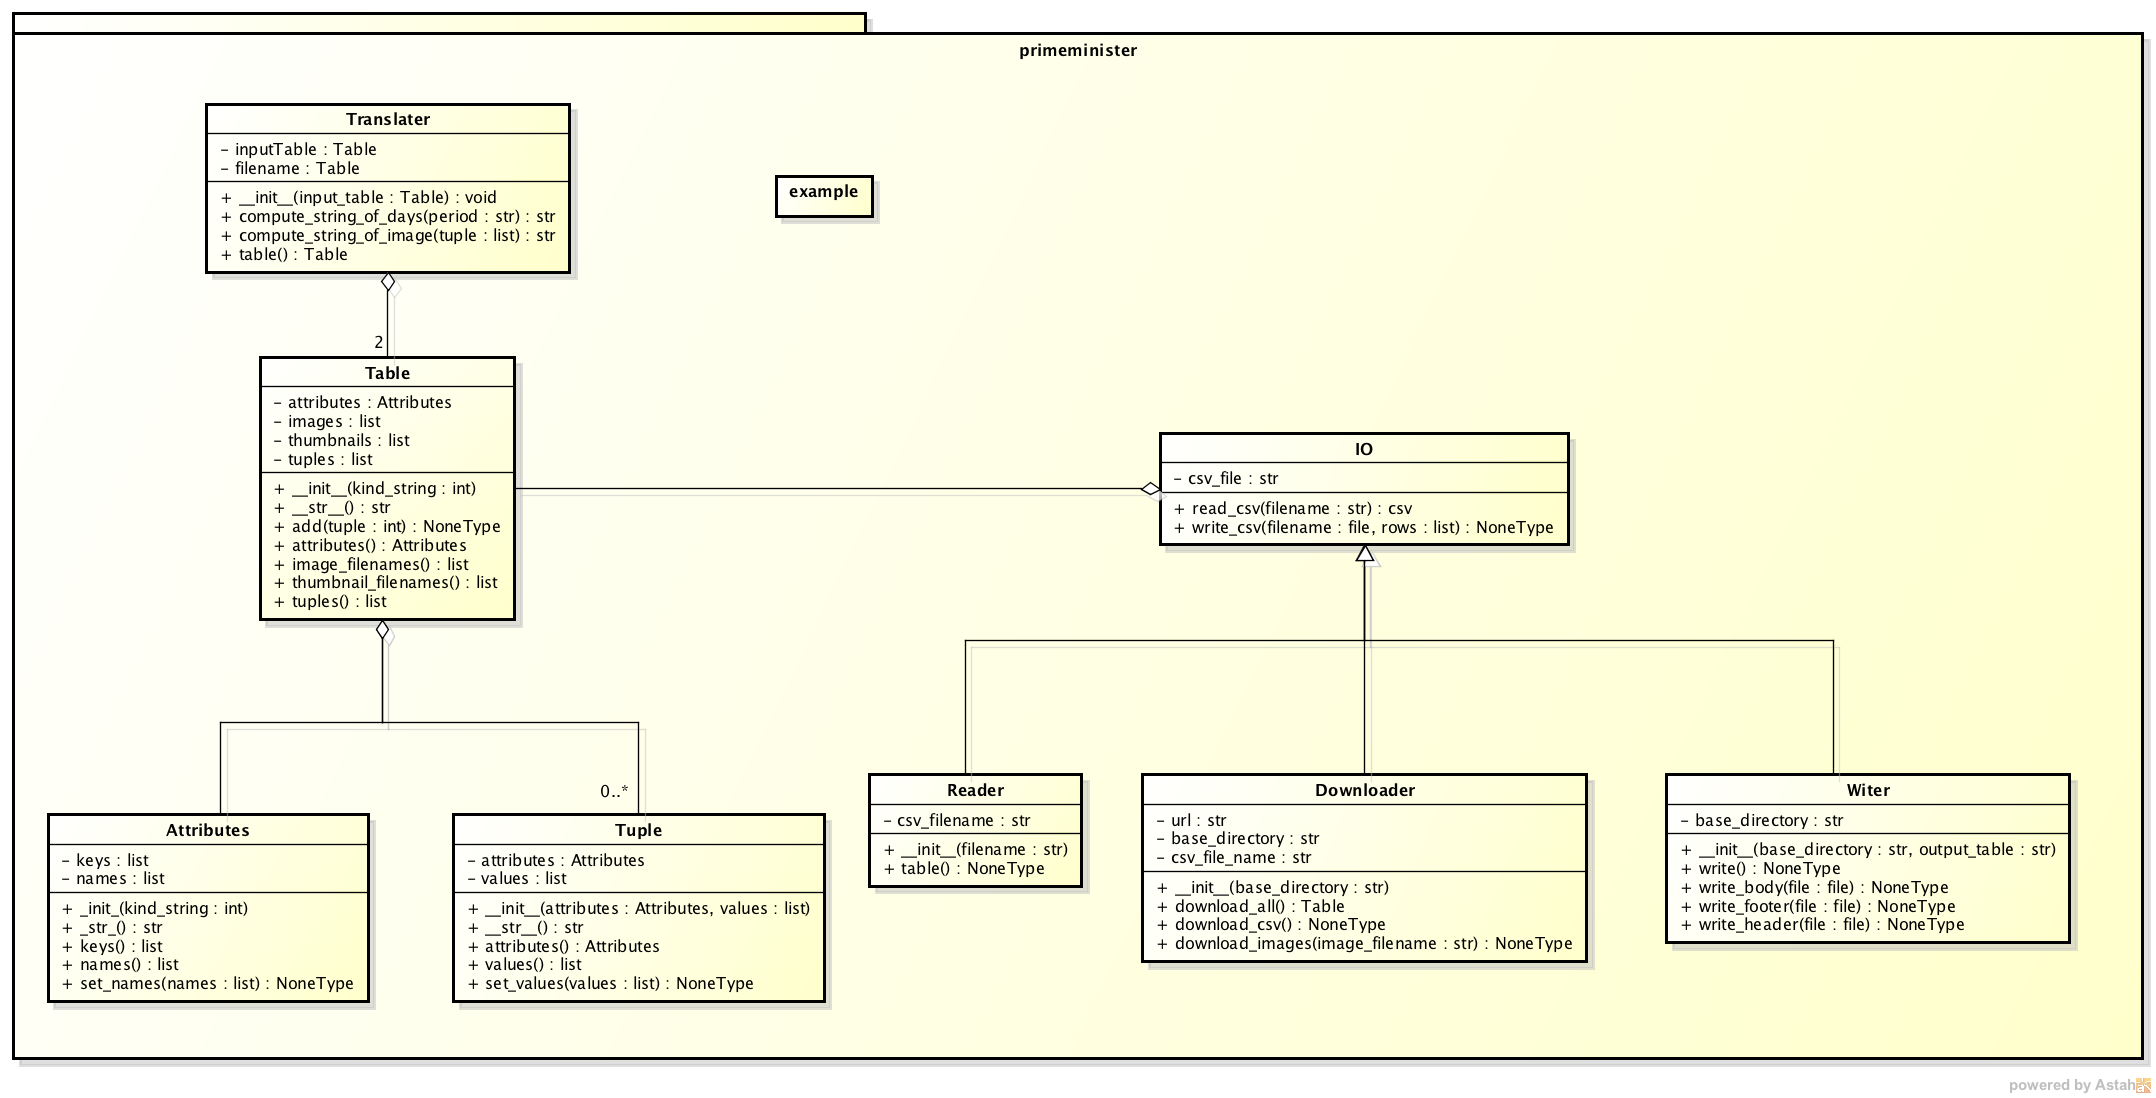 primeminister
Translater
- inputTable : Table
- filename : Table
+ __init__(input_table : Table) : void
+ compute_string_of_days(period : str) : str
+ compute_string_of_image(tuple : list) : str
+ table() : Table
example
2
Table
- attributes : Attributes
- images : list
- thumbnails : list
- tuples : list
+ __init__(kind_string : int)
+ __str__() : str
+ add(tuple : int) : NoneType
+ attributes() : Attributes
+ image_filenames() : list
+ thumbnail_filenames() : list
+ tuples() : list
IO
- csv_file : str
+ read_csv(filename : str) : csv
+ write_csv(filename : file, rows : list) : NoneType
0..*
Attributes
- keys : list
- names : list
+ _init_(kind_string : int)
+ _str_() : str
+ keys() : list
+ names() : list
+ set_names(names : list) : NoneType
Tuple
- attributes : Attributes
- values : list
+ __init__(attributes : Attributes, values : list)
+ __str__() : str
+ attributes() : Attributes
+ values() : list
+ set_values(values : list) : NoneType
Reader
- csv_filename : str
+ __init__(filename : str)
+ table() : NoneType
Downloader
- url : str
- base_directory : str
- csv_file_name : str
+ __init__(base_directory : str)
+ download_all() : Table
+ download_csv() : NoneType
+ download_images(image_filename : str) : NoneType
Witer
- base_directory : str
+ __init__(base_directory : str, output_table : str)
+ write() : NoneType
+ write_body(file : file) : NoneType
+ write_footer(file : file) : NoneType
+ write_header(file : file) : NoneType
powered by Astah